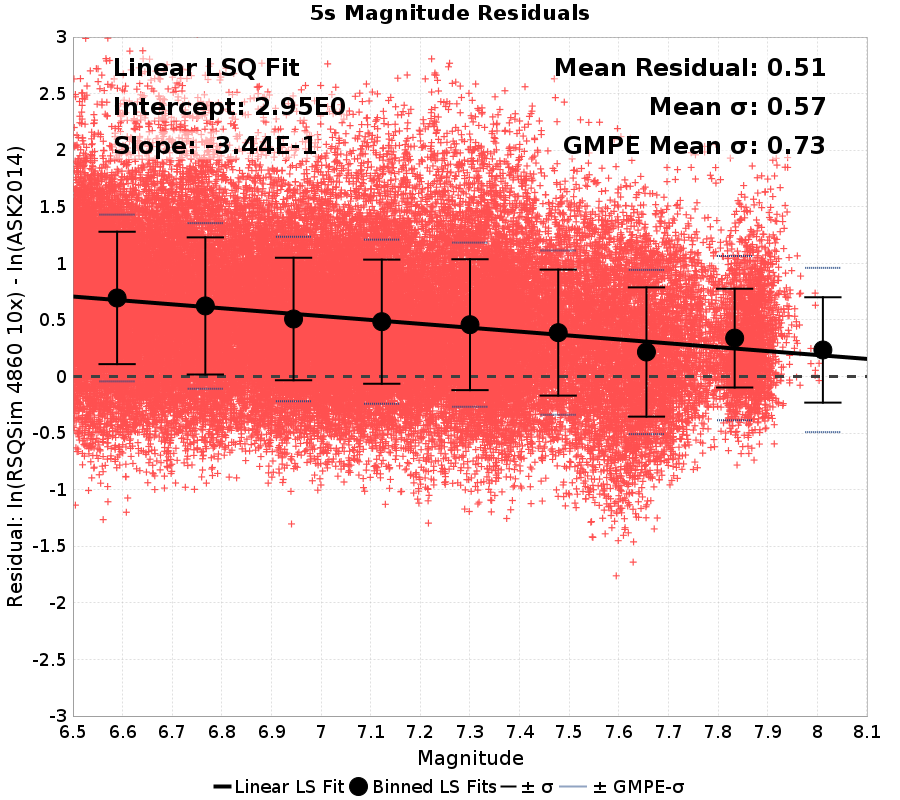 5s Magnitude Residuals
Linear LSQ Fit
Intercept: 2.95E0
Slope: -3.44E-1
Mean Residual: 0.51
Mean σ: 0.57
GMPE Mean σ: 0.73
Residual: ln(RSQSim 4860 10x) - ln(ASK2014)
3
2.5
2
1.5
1
0.5
0
-0.5
-1
-1.5
-2
-2.5
-3
6.5 6.6 6.7 6.8 6.9 7 7.1 7.2 7.3 7.4 7.5 7.6 7.7 7.8 7.9 8 8.1
Magnitude
Linear LS Fit Binned LS Fits ± σ ± GMPE-σ